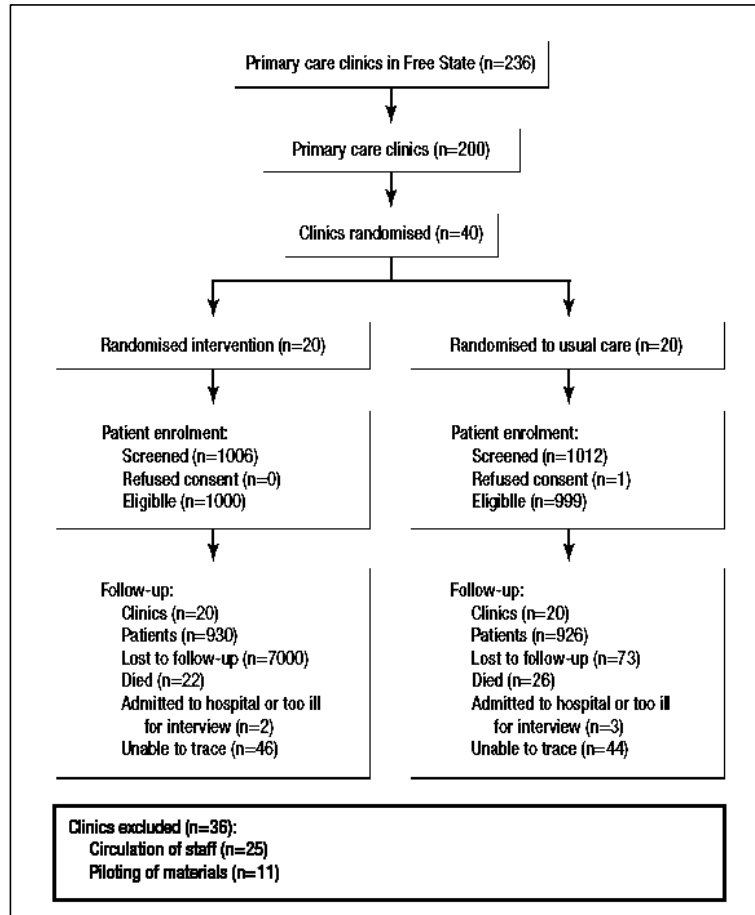 Primary care clinics in Free State (n=236)
Primary care clinics (n=200)
Clinics randomised (n=40)
Randomised intervention (n=20)
Randomised to usual care (n=20)
Patient enrolment:
Screened (n=1006)
Refused consent (n=0)
Eligiblle (n=1000)
Patient enrolment:
Screened (n=1012)
Refused consent (n=1)
Eligiblle (n=999)
Follow-up:
Clinics (n=20)
Patients (n=930)
Lost to follow-up (n=7000)
Died (n=22)
Admitted to hospital or too ill
for interview (n=2)
Unable to trace (n=46)
Follow-up:
Clinics (n=20)
Patients (n=926)
Lost to follow-up (n=73)
Died (n=26)
Admitted to hospital or too ill
for interview (n=3)
Unable to trace (n=44)
Clinics excluded (n=36):
Circulation of staff (n=25)
Piloting of materials (n=11)